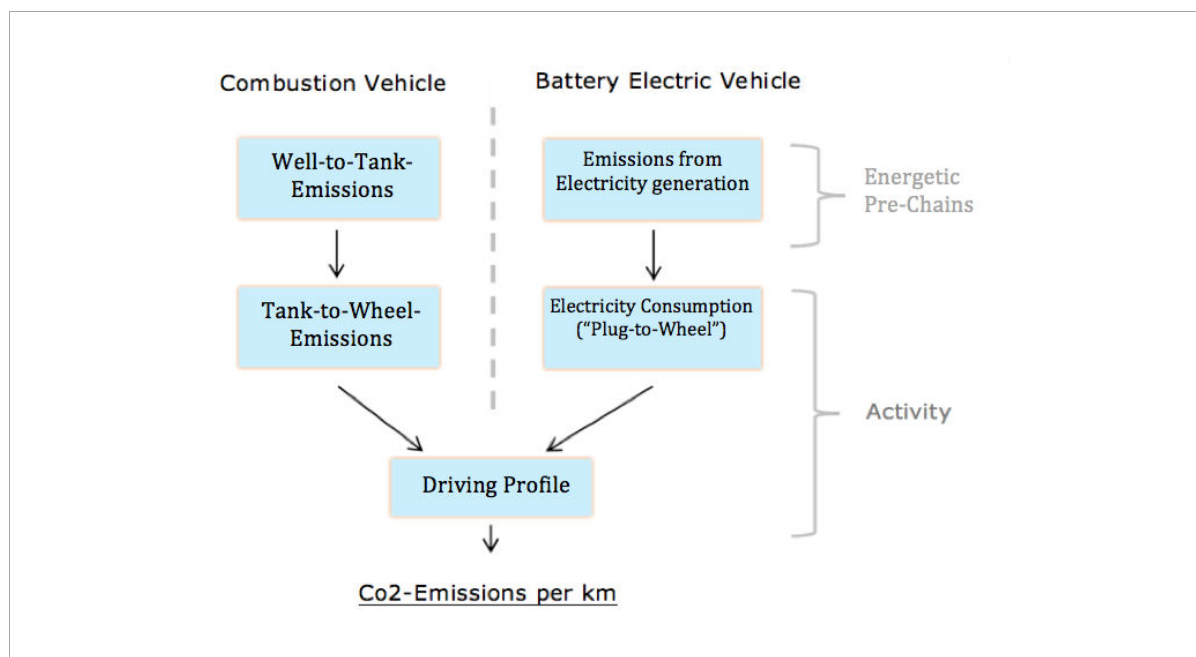 Combustion Vehicle
Battery Electric Vehicle
Well-to-Tank-
Emissions
Emissions from
Electricity generation
Energetic
Pre-Chains
Tank-to-Wheel-
Emissions
Electricity Consumption
(“Plug-to-Wheel”)
Activity
Driving Profile
Co2-Emissions per km